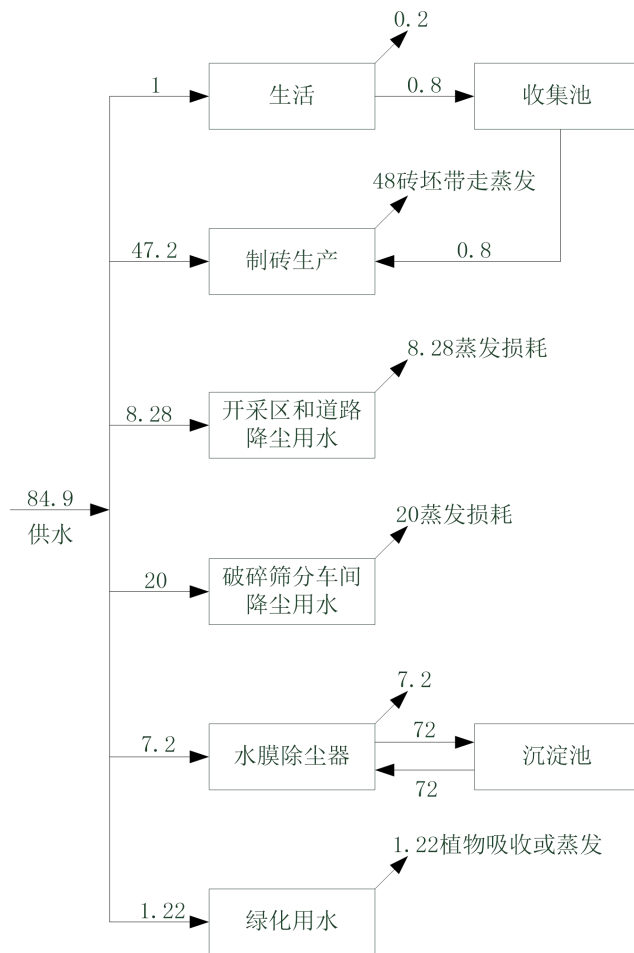 0.2
1
生活
0.8
收集池
48砖坯带走蒸发
47.2
制砖生产
0.8
8.28蒸发损耗
8.28
开采区和道路
降尘用水
84.9
供水
20蒸发损耗
20
破碎筛分车间
降尘用水
7.2
7.2
水膜除尘器
72
72
沉淀池
1.22植物吸收或蒸发
1.22
绿化用水